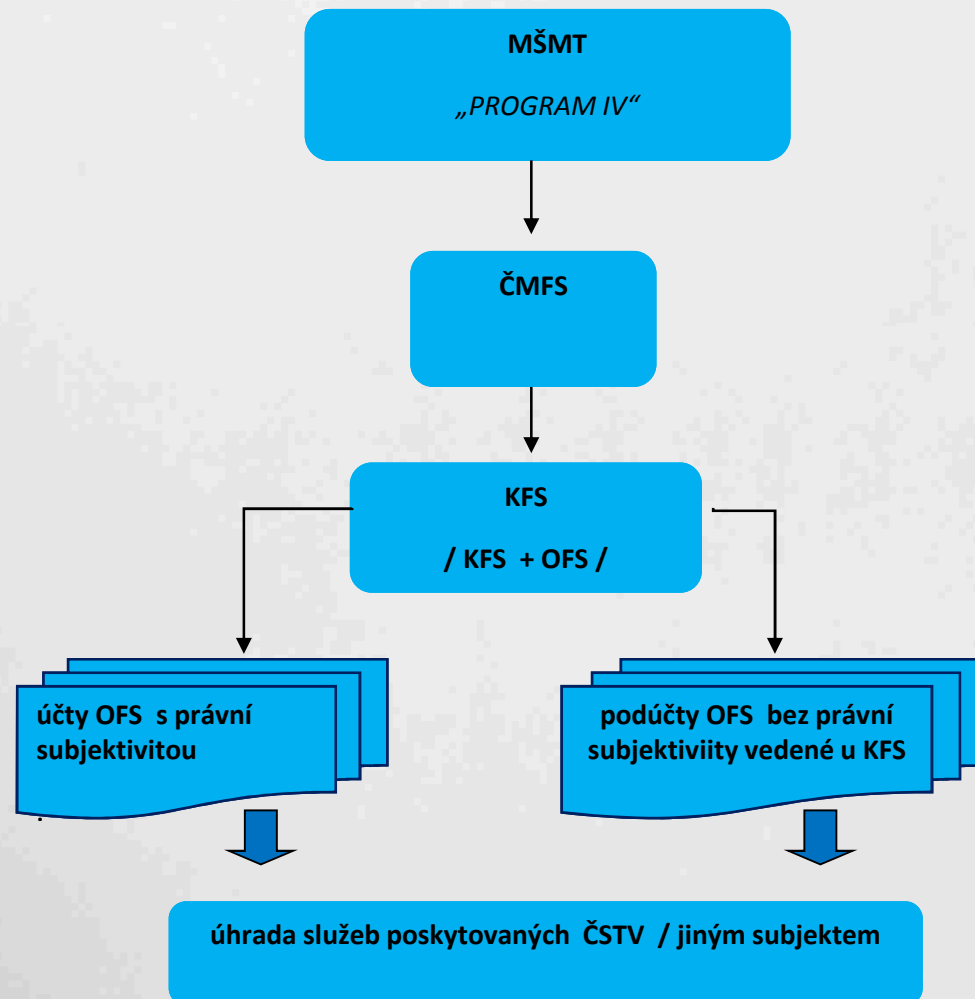 MŠMT
„PROGRAM IV“
ČMFS
KFS
/ KFS + OFS /
účty OFS s právní
subjektivitou
podúčty OFS bez právní
subjektiviity vedené u KFS
.
úhrada služeb poskytovaných ČSTV / jiným subjektem